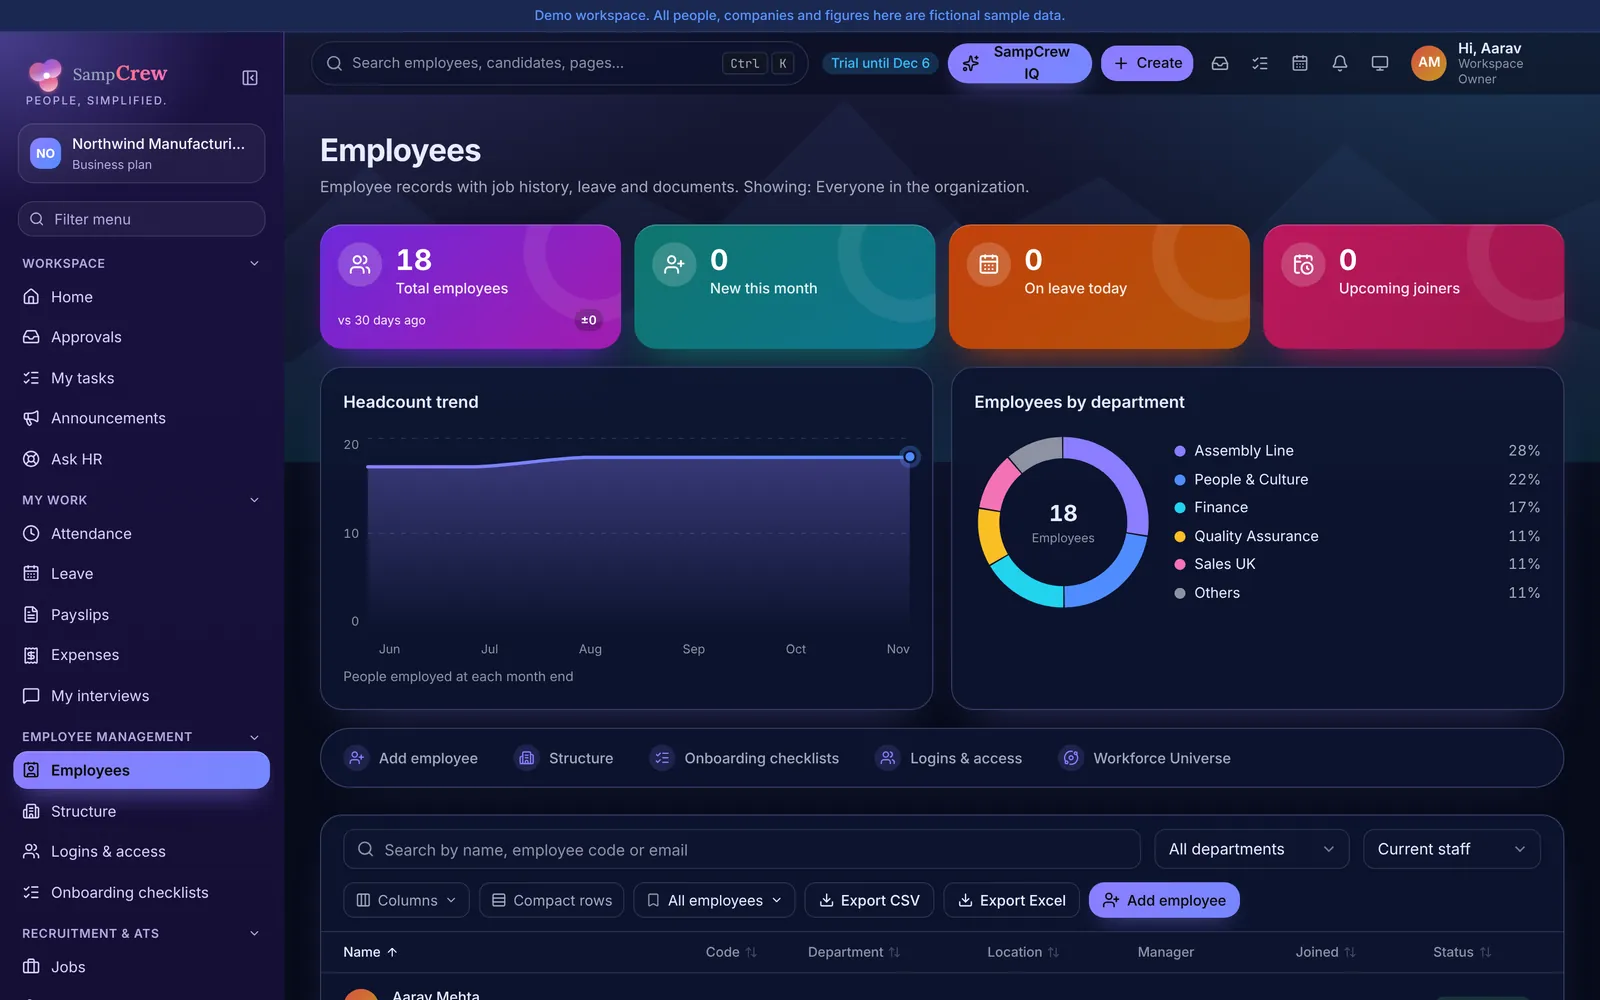 Demo workspace. All people, companies and figures here are fictional sample data.
SampCrew
PEOPLE, SIMPLIFIED.
NO
Northwind Manufacturi...
Business plan
Filter menu
WORKSPACE
Home
Approvals
My tasks
Announcements
Ask HR
MY WORK
Attendance
Leave
Payslips
Expenses
My interviews
EMPLOYEE MANAGEMENT
Employees
Structure
Logins & access
Onboarding checklists
RECRUITMENT & ATS
Jobs
Search employees, candidates, pages...
Ctrl K
Trial until Dec 6
SampCrew IQ
Create
AM
Hi, Aarav
Workspace Owner
Employees
Employee records with job history, leave and documents. Showing: Everyone in the organization.
18
Total employees
vs 30 days ago
±0
0
New this month
0
On leave today
0
Upcoming joiners
Headcount trend
20
10
0
Jun Jul Aug Sep Oct Nov
People employed at each month end
Employees by department
18
Employees
Assembly Line 28%
People & Culture 22%
Finance 17%
Quality Assurance 11%
Sales UK 11%
Others 11%
Add employee
Structure
Onboarding checklists
Logins & access
Workforce Universe
Search by name, employee code or email
All departments
Current staff
Columns
Compact rows
All employees
Export CSV
Export Excel
Add employee
Name Code Department Location Manager Joined Status
Aarav Mehta